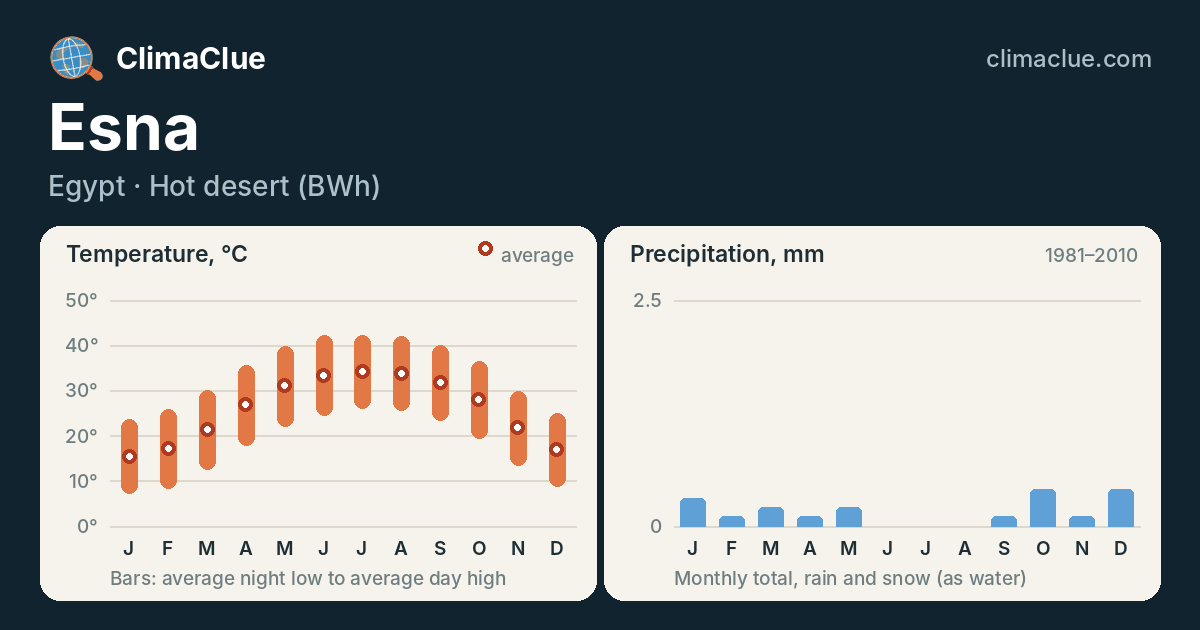 ClimaClue
climaclue.com
Esna
Egypt · Hot desert (BWh)
Temperature, °C
average
50°
40°
30°
20°
10°
0°
J F M A M J J A S O N D
Bars: average night low to average day high
Precipitation, mm
1981–2010
2.5
0
J F M A M J J A S O N D
Monthly total, rain and snow (as water)